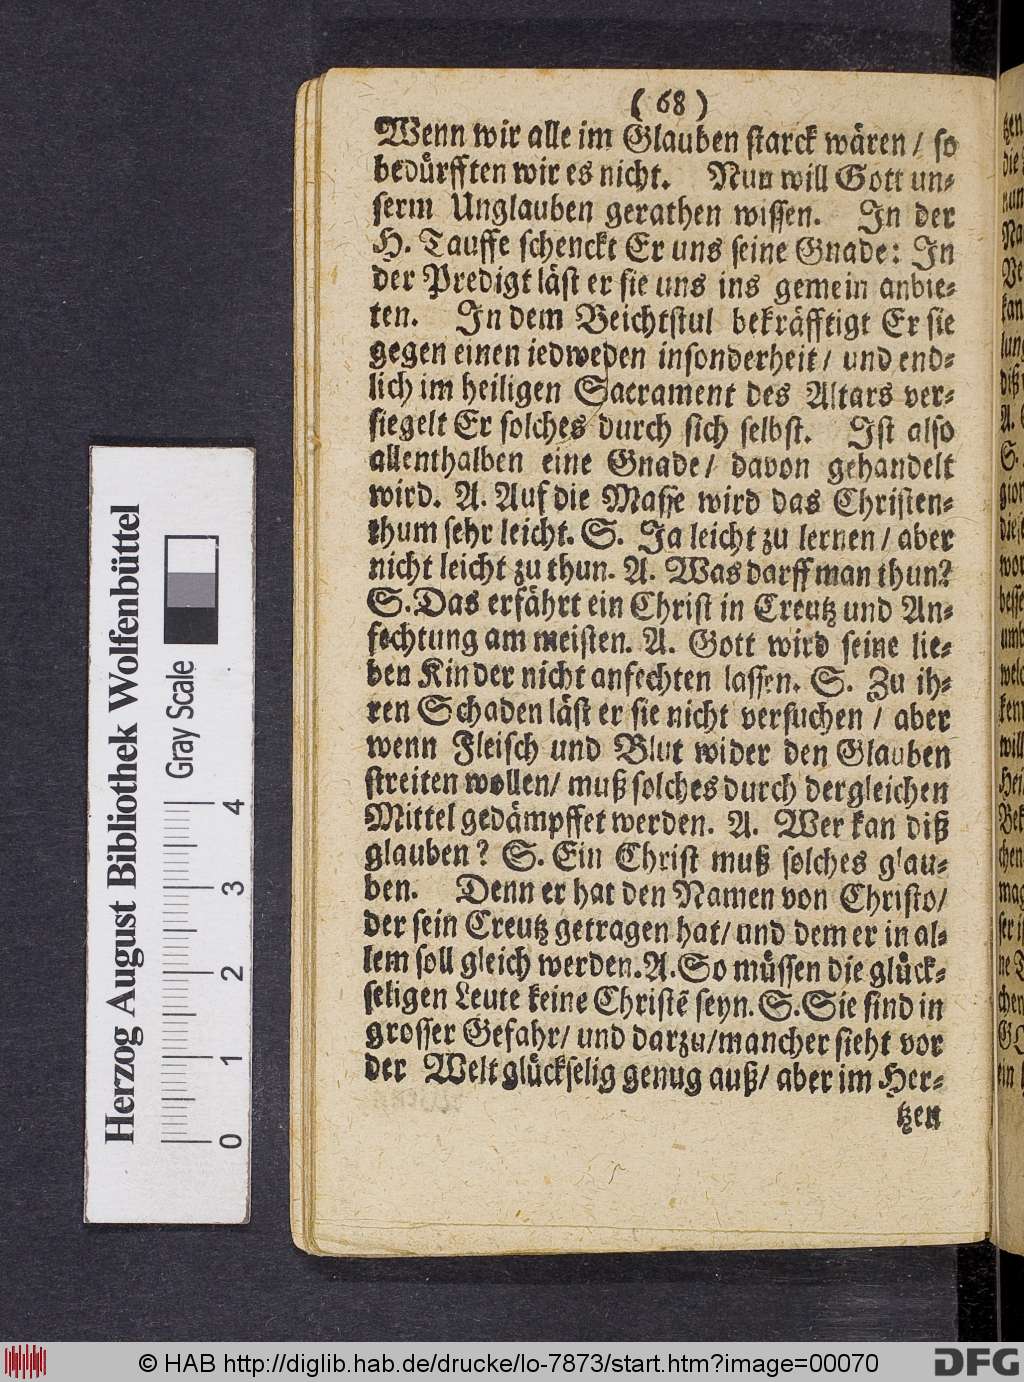 ( 68 )
Wenn wir alle im Glauben starck wären / so
bedürfften wir es nicht. Nun will Gott un-
serm Unglauben gerathen wissen. In der
H. Tauffe schenckt Er uns seine Gnade: In
der Predigt läst er sie uns ins gemein anbie-
ten. In dem Beichtstul bekräfftigt Er sie
gegen einen iedweden insonderheit / und end-
lich im heiligen Sacrament des Altars ver-
siegelt Er solches durch sich selbst. Ist also
allenthalben eine Gnade / davon gehandelt
wird. A. Auf die Masse wird das Christen-
thum sehr leicht. S. Ja leicht zu lernen / aber
nicht leicht zu thun. A. Was darff man thun?
S. Das erfährt ein Christ in Creutz und An-
fechtung am meisten. A. Gott wird seine lie-
ben Kinder nicht anfechten lassen. S. Zu ih-
ren Schaden läst er sie nicht versuchen / aber
wenn Fleisch und Blut wider den Glauben
streiten wollen / muß solches durch dergleichen
Mittel gedämpffet werden. A. Wer kan diß
glauben? S. Ein Christ muß solches glau-
ben. Denn er hat den Namen von Christo /
der sein Creutz getragen hat / und dem er in al-
lem soll gleich werden. A. So müssen die glück-
seligen Leute keine Christē seyn. S. Sie sind in
grosser Gefahr / und darzu / mancher sieht vor
der Welt glückselig genug auß / aber im Her-
tzen
Herzog August Bibliothek Wolfenbüttel
Gray Scale
0 1 2 3 4
© HAB http://diglib.hab.de/drucke/lo-7873/start.htm?image=00070
DFG